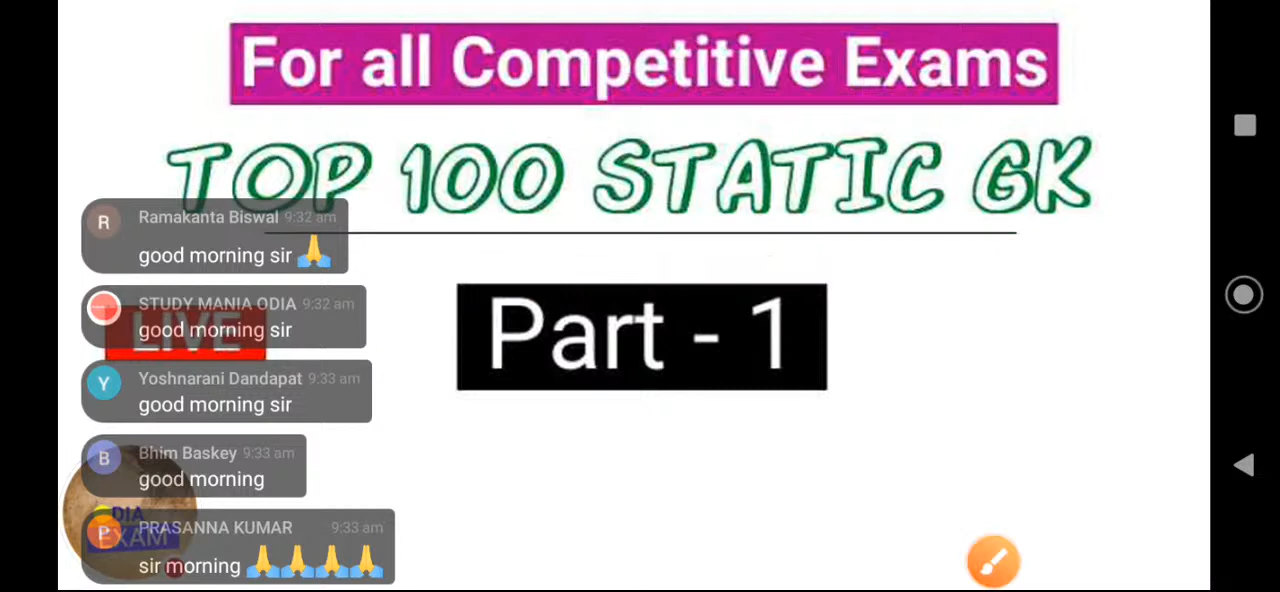 For all Competitive Exams
TOP 100 STATIC GK
Part - 1
R
Ramakanta Biswal 9:32 am
good morning sir 🙏
STUDY MANIA ODIA 9:32 am
good morning sir
LIVE
Y
Yoshnarani Dandapat 9:33 am
good morning sir
B
Bhim Baskey 9:33 am
good morning
DIA
EXAM
P
PRASANNA KUMAR 9:33 am
sir morning 🙏🙏🙏🙏